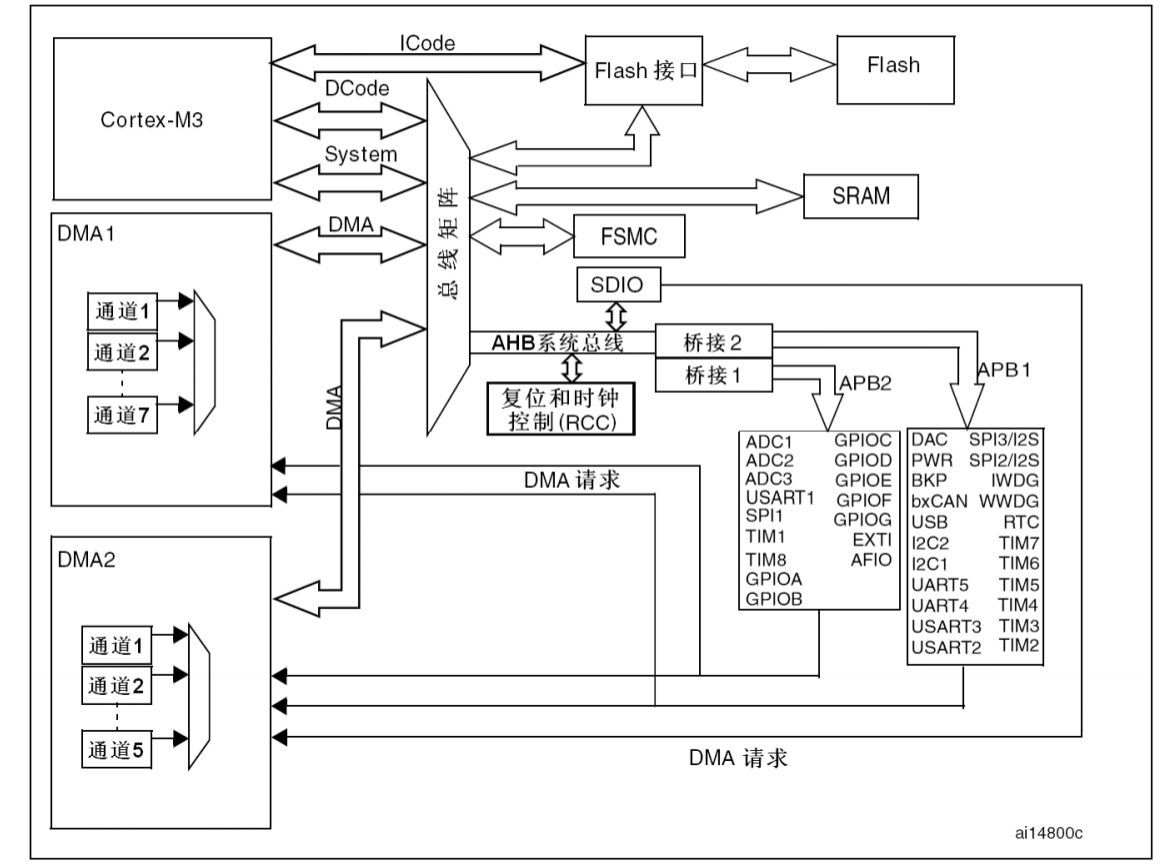 ICode
Cortex-M3
DCode
System
Flash 接口
Flash
SRAM
FSMC
SDIO
总线矩阵
DMA1
DMA
通道1
通道2
通道7
DMA
AHB系统总线
桥接 2
桥接 1
复位和时钟
控制(RCC)
APB2
APB1
ADC1 GPIOC
ADC2 GPIOD
ADC3 GPIOE
USART1 GPIOF
SPI1 GPIOG
TIM1 EXTI
TIM8 AFIO
GPIOA
GPIOB
DAC SPI3/I2S
PWR SPI2/I2S
BKP IWDG
bxCAN WWDG
USB RTC
I2C2 TIM7
I2C1 TIM6
UART5 TIM5
UART4 TIM4
USART3 TIM3
USART2 TIM2
DMA 请求
DMA2
通道1
通道2
通道5
DMA 请求
ai14800c